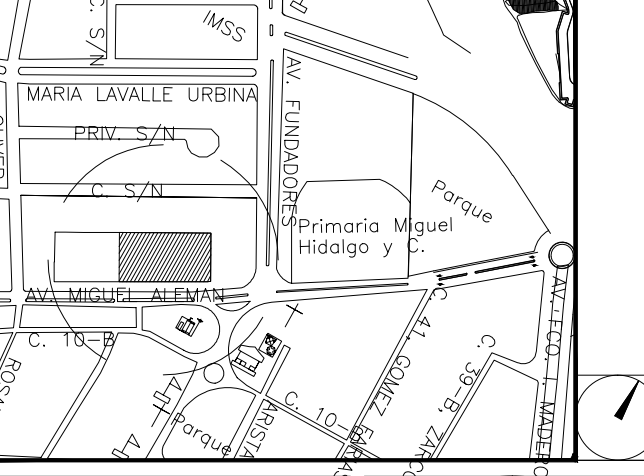 IMSS
C. S/N
MARIA LAVALLE URBINA
AV. FUNDADORES
PRIV. S/N
C. S/N
Parque
Primaria Miguel
Hidalgo y C.
AV. MIGUEL ALEMAN
C. 10-B
C. 41, GOMEZ
C. 39-B,
AV. FCO. I. MADERO
C. 10-
Parque